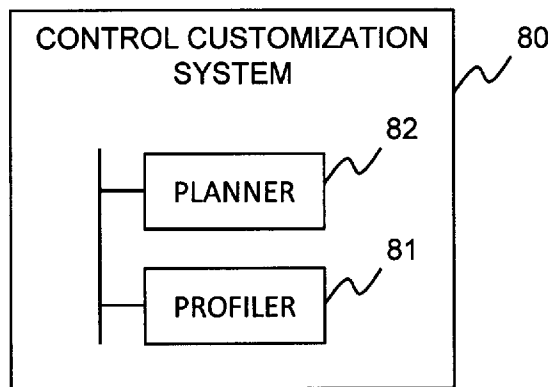 CONTROL CUSTOMIZATION
SYSTEM
80
82
PLANNER
81
PROFILER